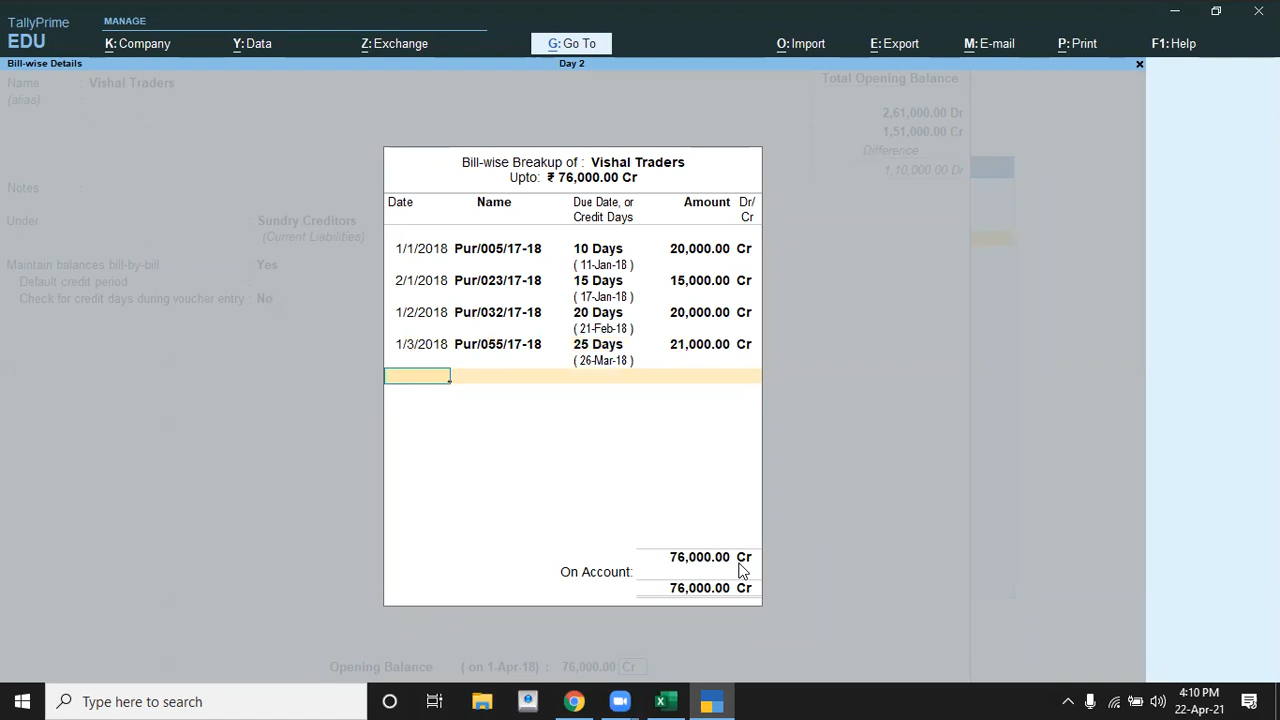 TallyPrime
EDU
MANAGE
K: Company
Y: Data
Z: Exchange
G: Go To
O: Import
E: Export
M: E-mail
P: Print
F1: Help
Bill-wise Details
Day 2
Name : Vishal Traders
(alias) :
Total Opening Balance
2,61,000.00 Dr
1,51,000.00 Cr
Difference
1,10,000.00 Dr
Notes :
Under : Sundry Creditors
(Current Liabilities)
Maintain balances bill-by-bill : Yes
Default credit period :
Check for credit days during voucher entry : No
Bill-wise Breakup of : Vishal Traders
Upto: ₹ 76,000.00 Cr
Date Name Due Date, or Amount Dr/
Credit Days Cr
1/1/2018 Pur/005/17-18 10 Days 20,000.00 Cr
( 11-Jan-18 )
2/1/2018 Pur/023/17-18 15 Days 15,000.00 Cr
( 17-Jan-18 )
1/2/2018 Pur/032/17-18 20 Days 20,000.00 Cr
( 21-Feb-18 )
1/3/2018 Pur/055/17-18 25 Days 21,000.00 Cr
( 26-Mar-18 )
76,000.00 Cr
On Account:
76,000.00 Cr
Opening Balance ( on 1-Apr-18) : 76,000.00 Cr
Type here to search
4:10 PM
22-Apr-21